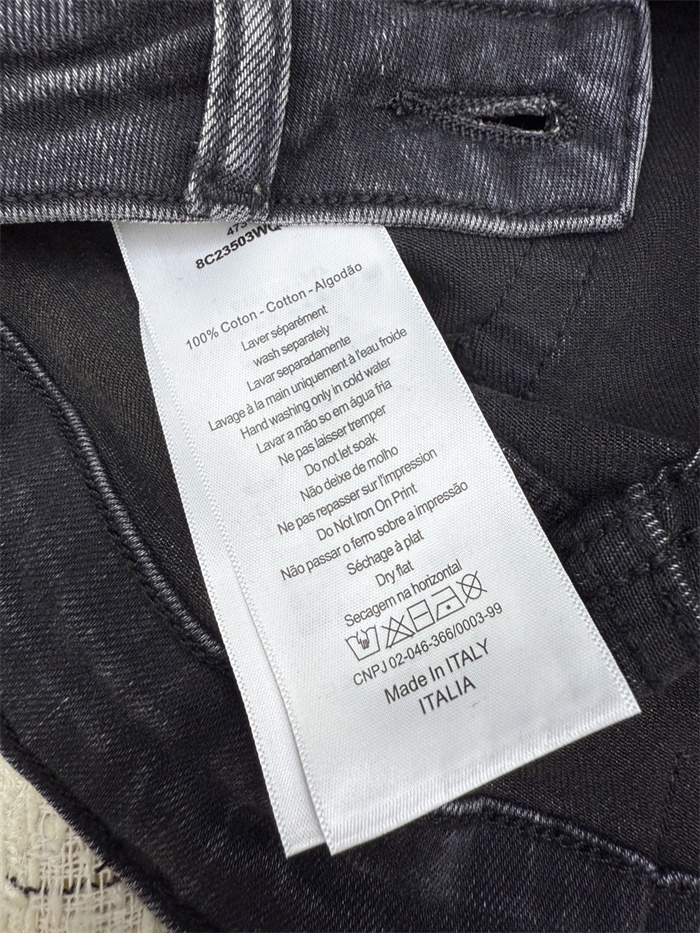 8C23503W
100% Coton - Cotton - Algodão
Laver séparément
wash separately
Lavar separadamente
Lavage à la main uniquement à l'eau froide
Hand washing only in cold water
Lavar a mão so em água fria
Ne pas laisser tremper
Do not let soak
Não deixe de molho
Ne pas repasser sur l'impression
Do Not Iron On Print
Não passar o ferro sobre a impressão
Séchage à plat
Dry flat
Secagem na horizontal
CNPJ 02-046-366/0003-99
Made In ITALY
ITALIA